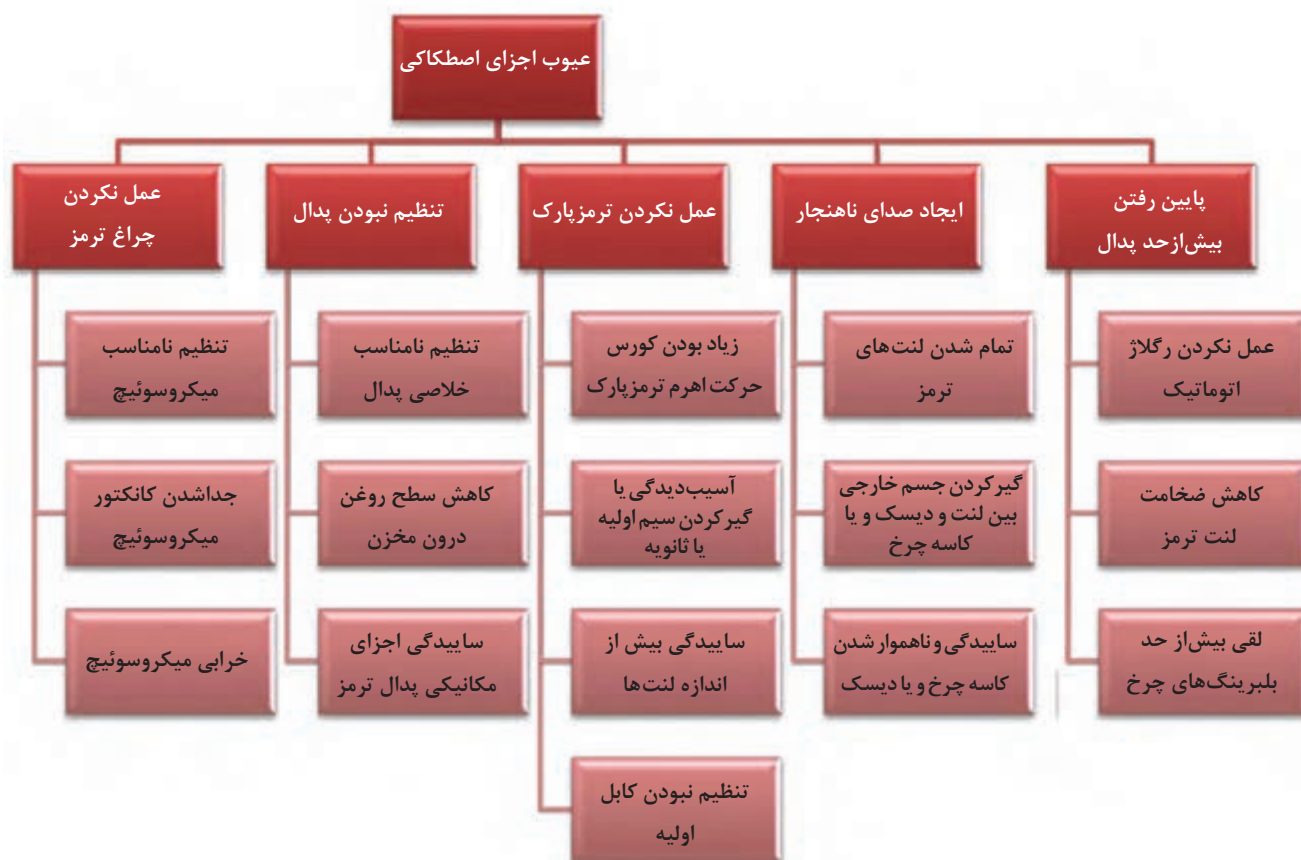 عیوب اجزای اصطکاکی
پایین رفتن
بیش‌ازحد پدال
عمل نکردن رگلاژ
اتوماتیک
کاهش ضخامت
لنت ترمز
لقی بیش‌از حد
بلبرینگ‌های چرخ
ایجاد صدای ناهنجار
تمام شدن لنت‌های
ترمز
گیرکردن جسم خارجی
بین لنت و دیسک و یا
کاسه چرخ
ساییدگی و ناهموار شدن
کاسه چرخ و یا دیسک
عمل نکردن ترمزپارک
زیاد بودن کورس
حرکت اهرم ترمزپارک
آسیب‌دیدگی یا
گیرکردن سیم اولیه
یا ثانویه
ساییدگی بیش از
اندازه لنت‌ها
تنظیم نبودن کابل
اولیه
تنظیم نبودن پدال
تنظیم نامناسب
خلاصی پدال
کاهش سطح روغن
درون مخزن
ساییدگی اجزای
مکانیکی پدال ترمز
عمل نکردن
چراغ ترمز
تنظیم نامناسب
میکروسوئیچ
جداشدن کانکتور
میکروسوئیچ
خرابی میکروسوئیچ